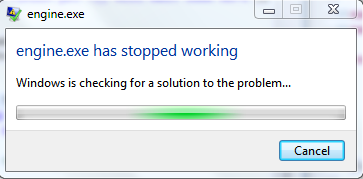 engine.exe
engine.exe has stopped working
Windows is checking for a solution to the problem...
Cancel